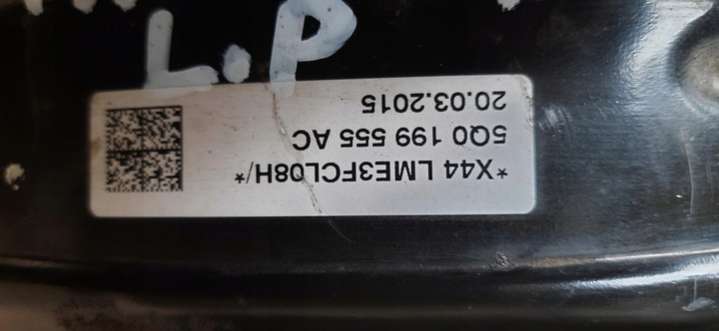 L.P
*X44 LME3FCL08H/*
5Q0 199 555 AC
20.03.2015